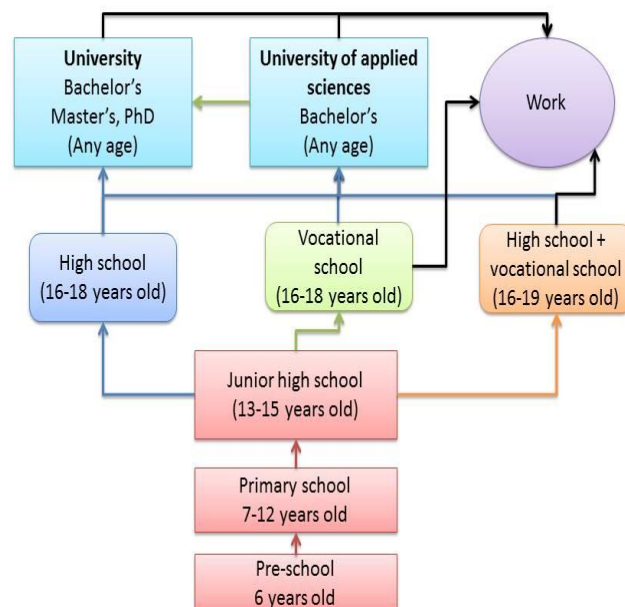 University
Bachelor's
Master's, PhD
(Any age)
University of applied
sciences
Bachelor's
(Any age)
Work
High school
(16-18 years old)
Vocational
school
(16-18 years old)
High school +
vocational school
(16-19 years old)
Junior high school
(13-15 years old)
Primary school
7-12 years old
Pre-school
6 years old